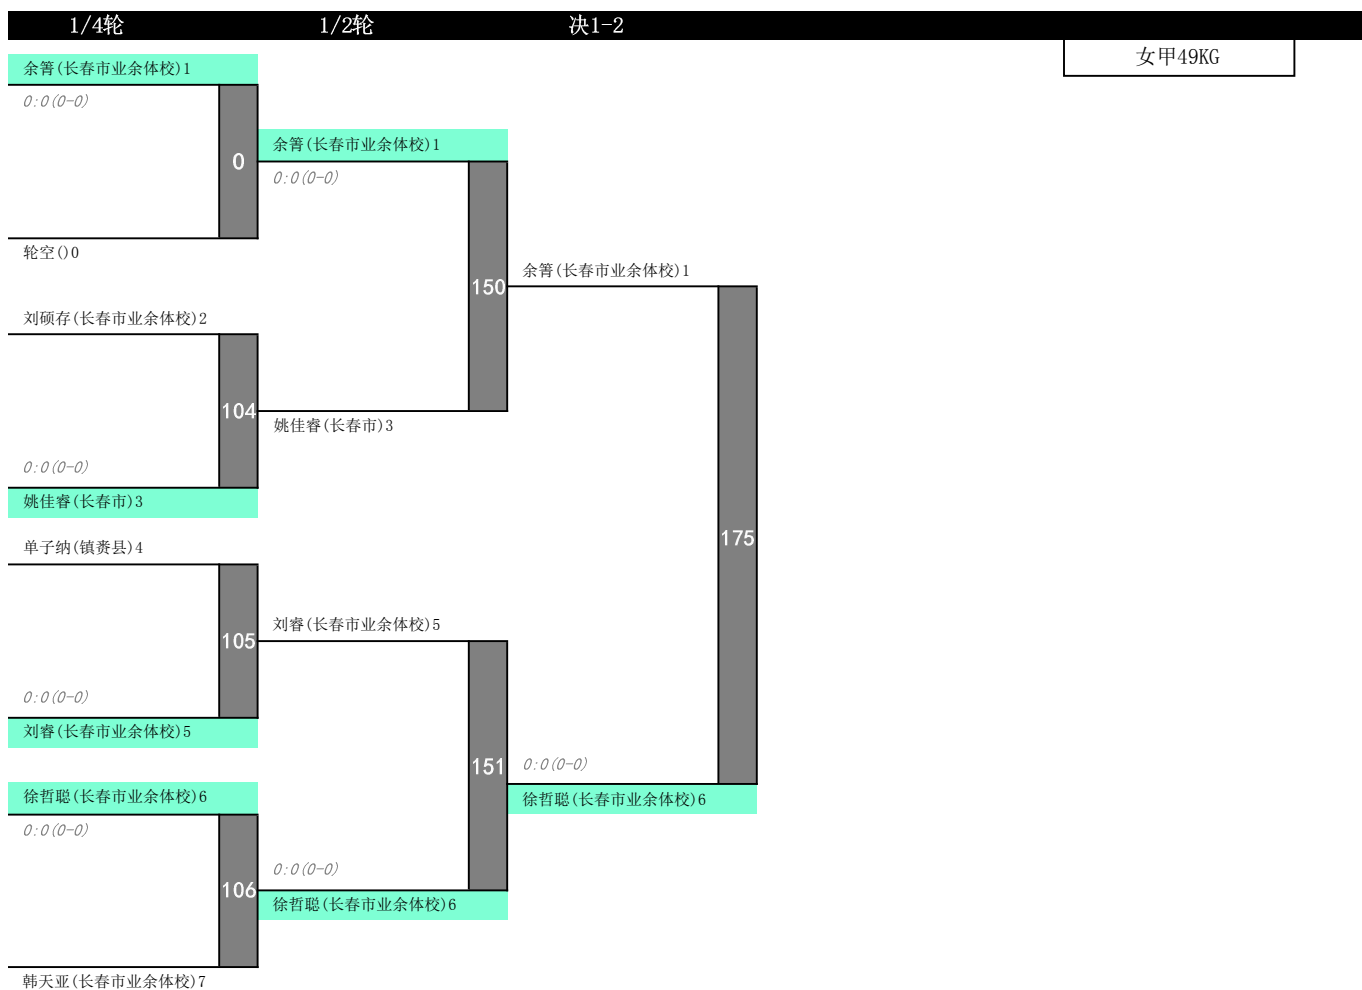 1/4轮
1/2轮
决1-2
女甲49KG
余箐(长春市业余体校)1
0:0(0-0)
0
轮空()0
刘硕存(长春市业余体校)2
104
0:0(0-0)
姚佳睿(长春市)3
单子纳(镇赉县)4
105
0:0(0-0)
刘睿(长春市业余体校)5
徐哲聪(长春市业余体校)6
0:0(0-0)
106
韩天亚(长春市业余体校)7
余箐(长春市业余体校)1
0:0(0-0)
150
姚佳睿(长春市)3
刘睿(长春市业余体校)5
151
0:0(0-0)
徐哲聪(长春市业余体校)6
余箐(长春市业余体校)1
175
0:0(0-0)
徐哲聪(长春市业余体校)6